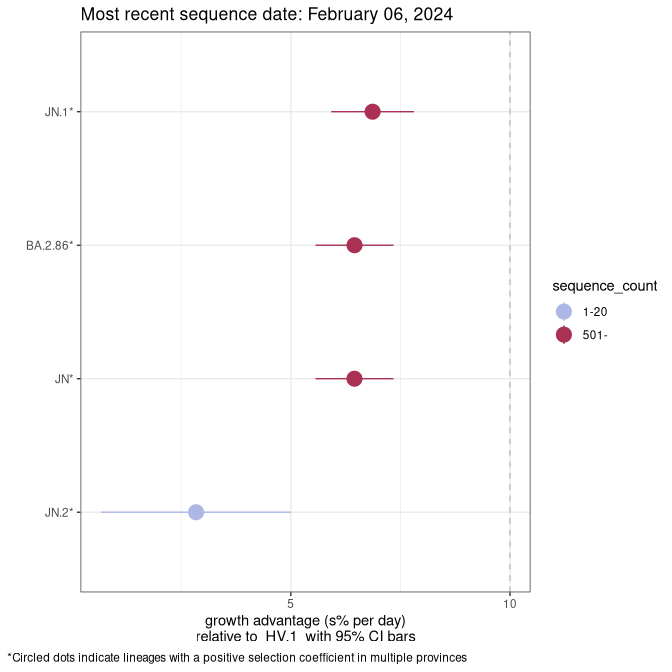 Most recent sequence date: February 06, 2024
JN.1*
BA.2.86*
JN*
JN.2*
5
10
growth advantage (s% per day)
relative to HV.1 with 95% CI bars
sequence_count
1-20
501-
*Circled dots indicate lineages with a positive selection coefficient in multiple provinces